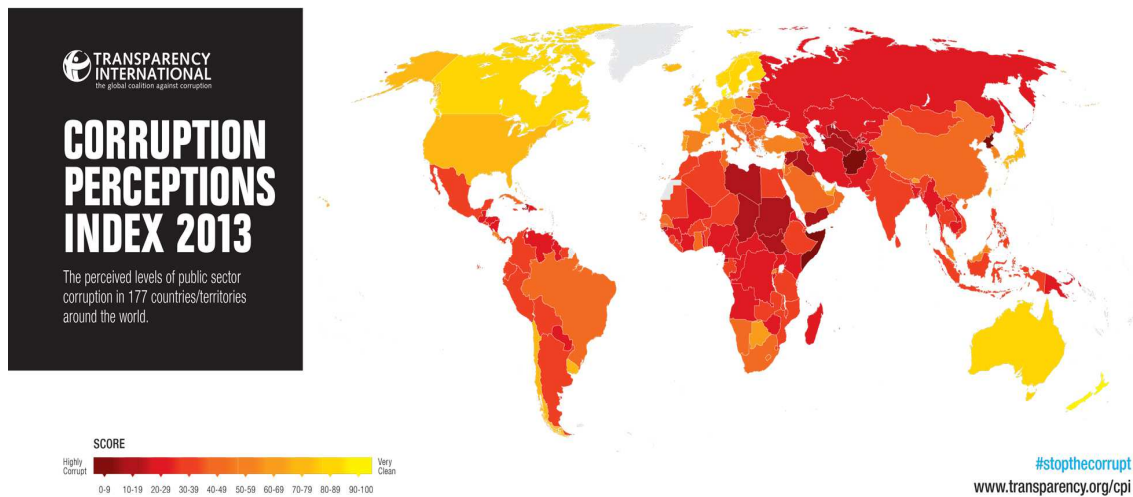 TRANSPARENCY
INTERNATIONAL
the global coalition against corruption
CORRUPTION
PERCEPTIONS
INDEX 2013
The perceived levels of public sector
corruption in 177 countries/territories
around the world.
SCORE
Highly
Corrupt
Very
Clean
0-9 10-19 20-29 30-39 40-49 50-59 60-69 70-79 80-89 90-100
#stopthecorrupt
www.transparency.org/cpi